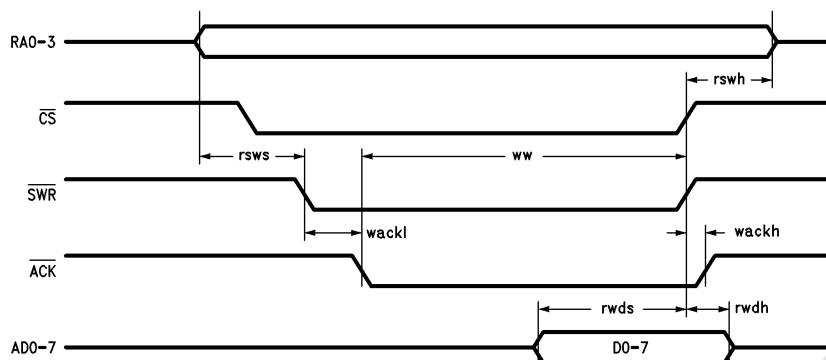 RA0-3
rswh
CS
rsws
ww
SWR
wackl
wackh
ACK
rwds
rwdh
AD0-7
D0-7